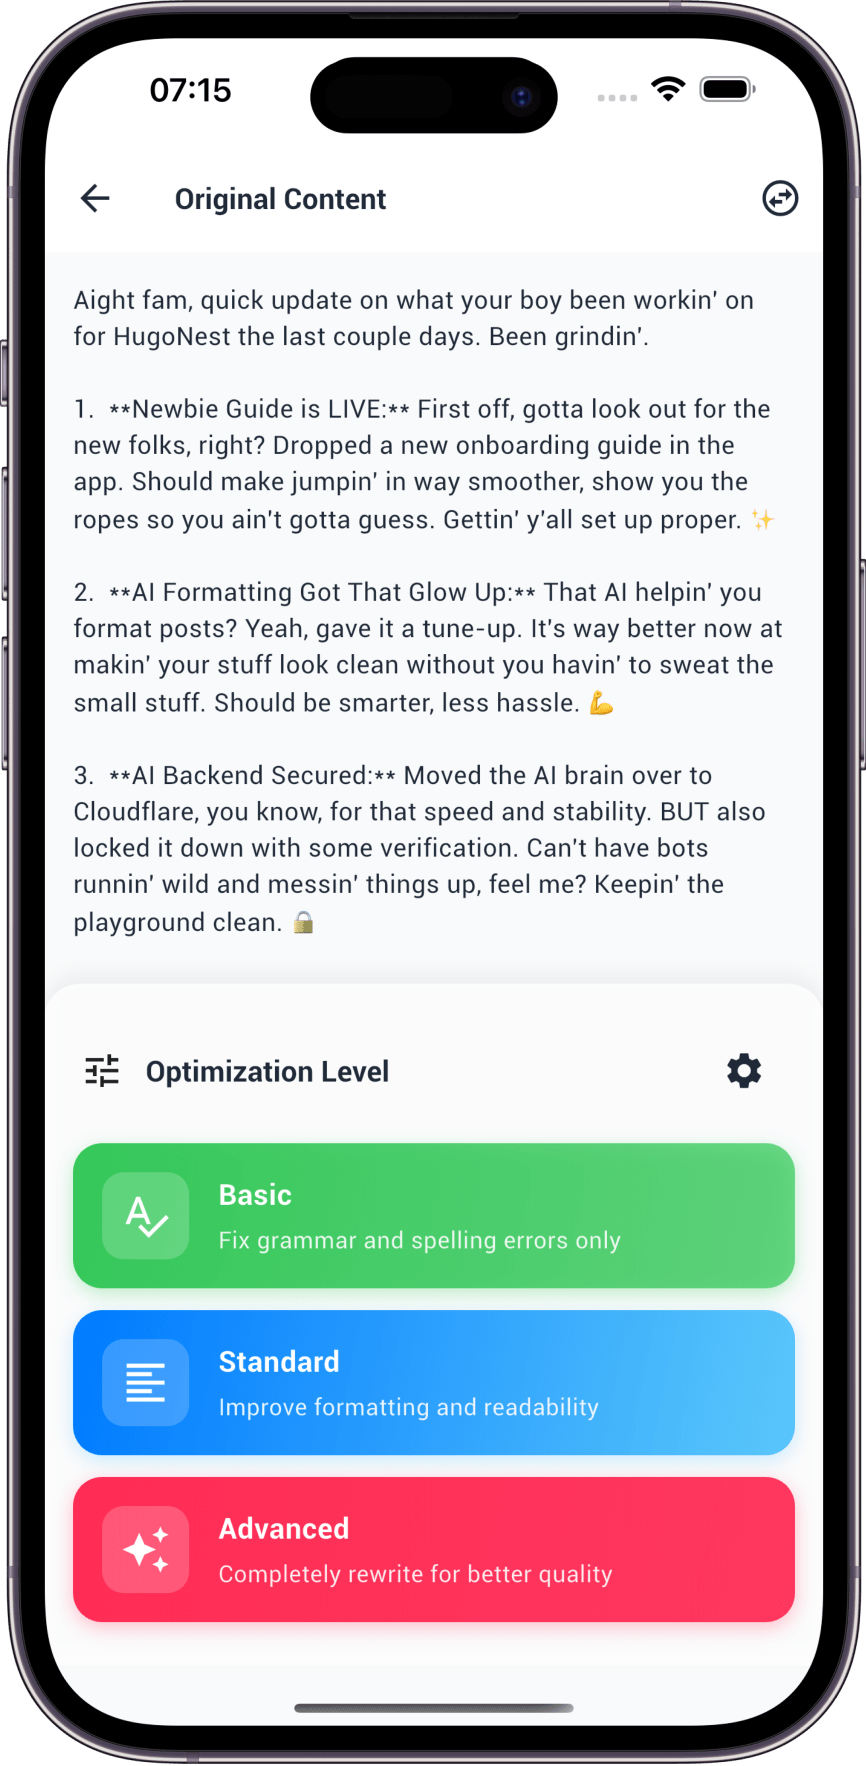 07:15
Original Content
Aight fam, quick update on what your boy been workin' on
for HugoNest the last couple days. Been grindin'.
1. **Newbie Guide is LIVE:** First off, gotta look out for the
new folks, right? Dropped a new onboarding guide in the
app. Should make jumpin' in way smoother, show you the
ropes so you ain't gotta guess. Gettin' y'all set up proper. ✨
2. **AI Formatting Got That Glow Up:** That AI helpin' you
format posts? Yeah, gave it a tune-up. It's way better now at
makin' your stuff look clean without you havin' to sweat the
small stuff. Should be smarter, less hassle. 💪
3. **AI Backend Secured:** Moved the AI brain over to
Cloudflare, you know, for that speed and stability. BUT also
locked it down with some verification. Can't have bots
runnin' wild and messin' things up, feel me? Keepin' the
playground clean. 🔒
Optimization Level
Basic
Fix grammar and spelling errors only
Standard
Improve formatting and readability
Advanced
Completely rewrite for better quality